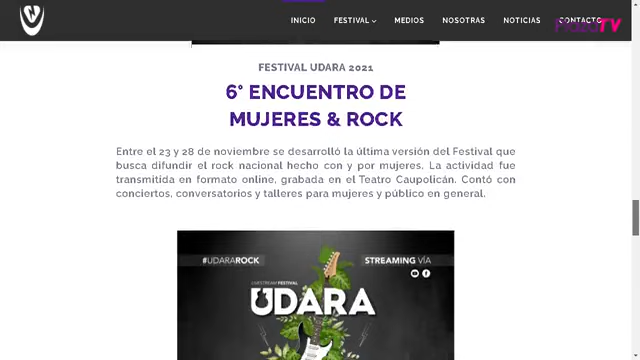 INICIO FESTIVAL MEDIOS NOSOTRAS NOTICIAS CONTACTO
TV
FESTIVAL UDARA 2021
6° ENCUENTRO DE
MUJERES & ROCK
Entre el 23 y 28 de noviembre se desarrolló la última versión del Festival que
busca difundir el rock nacional hecho con y por mujeres. La actividad fue
transmitida en formato online, grabada en el Teatro Caupolicán. Contó con
conciertos, conversatorios y talleres para mujeres y público en general.
#UDARAROCK
STREAMING VÍA
LIVESTREAM FESTIVAL
UDARA